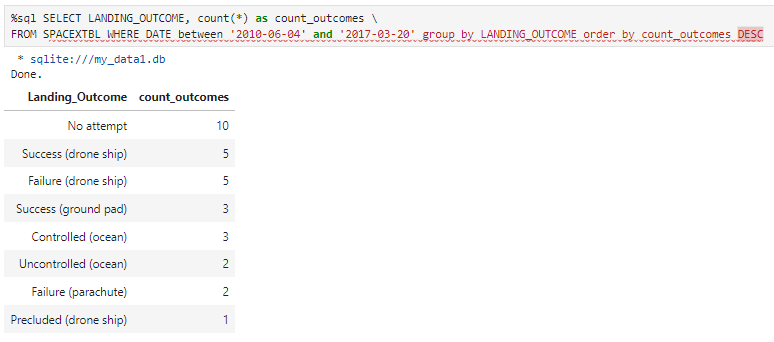 %sql SELECT LANDING_OUTCOME, count(*) as count_outcomes \
FROM SPACEXTBL WHERE DATE between '2010-06-04' and '2017-03-20' group by LANDING_OUTCOME order by count_outcomes DESC
* sqlite:///my_data1.db
Done.
Landing_Outcome count_outcomes
No attempt 10
Success (drone ship) 5
Failure (drone ship) 5
Success (ground pad) 3
Controlled (ocean) 3
Uncontrolled (ocean) 2
Failure (parachute) 2
Precluded (drone ship) 1